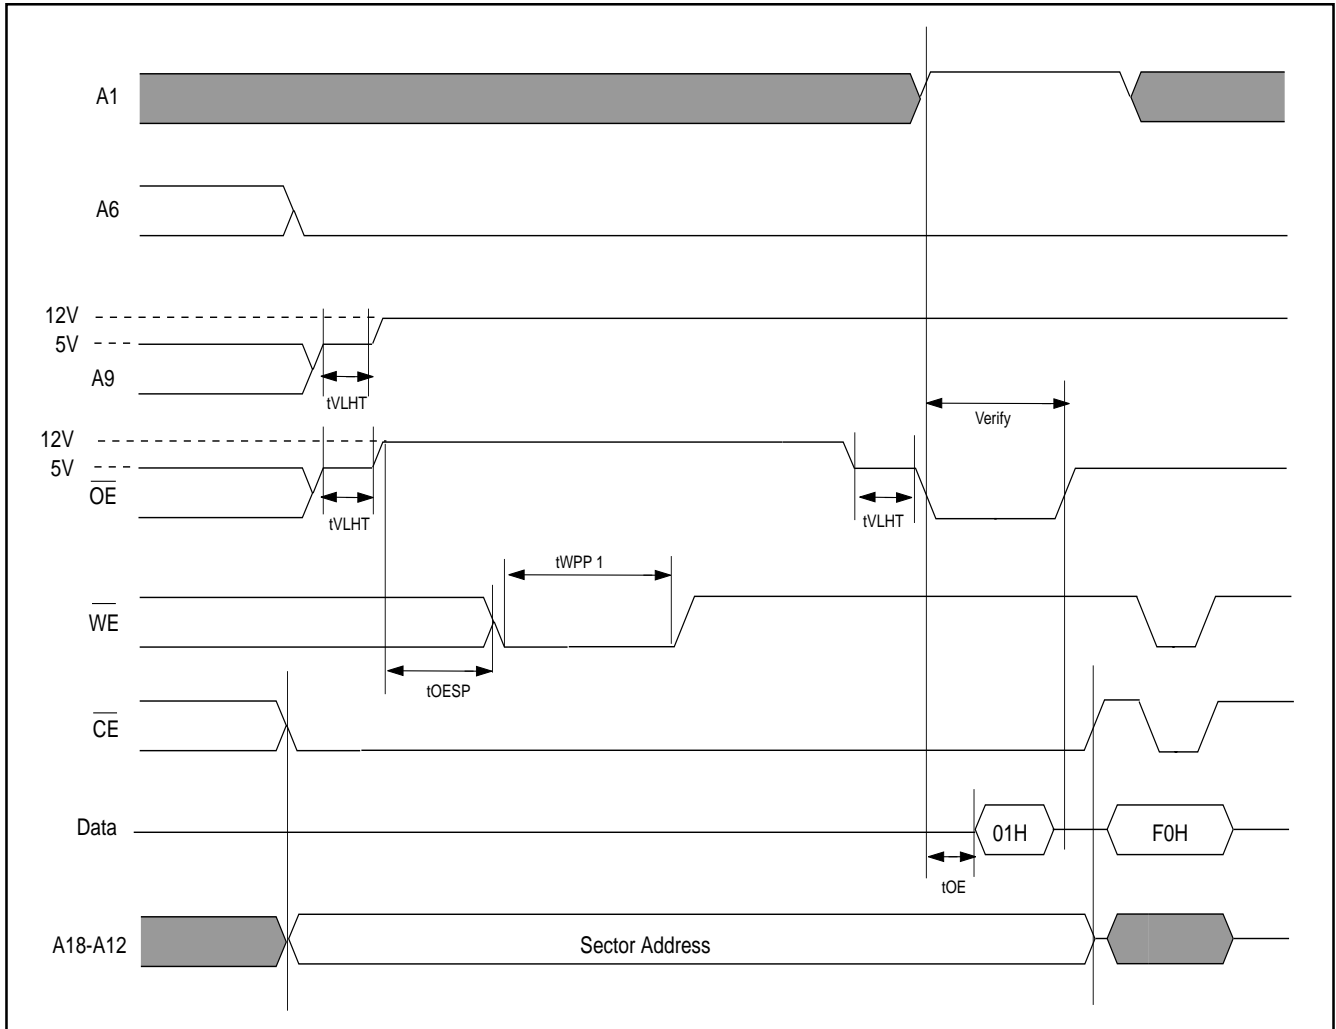 A1
A6
12V
5V
A9
tVLHT
Verify
12V
5V
OE
tVLHT
tVLHT
tWPP 1
WE
tOESP
CE
Data
01H
F0H
tOE
A18-A12
Sector Address